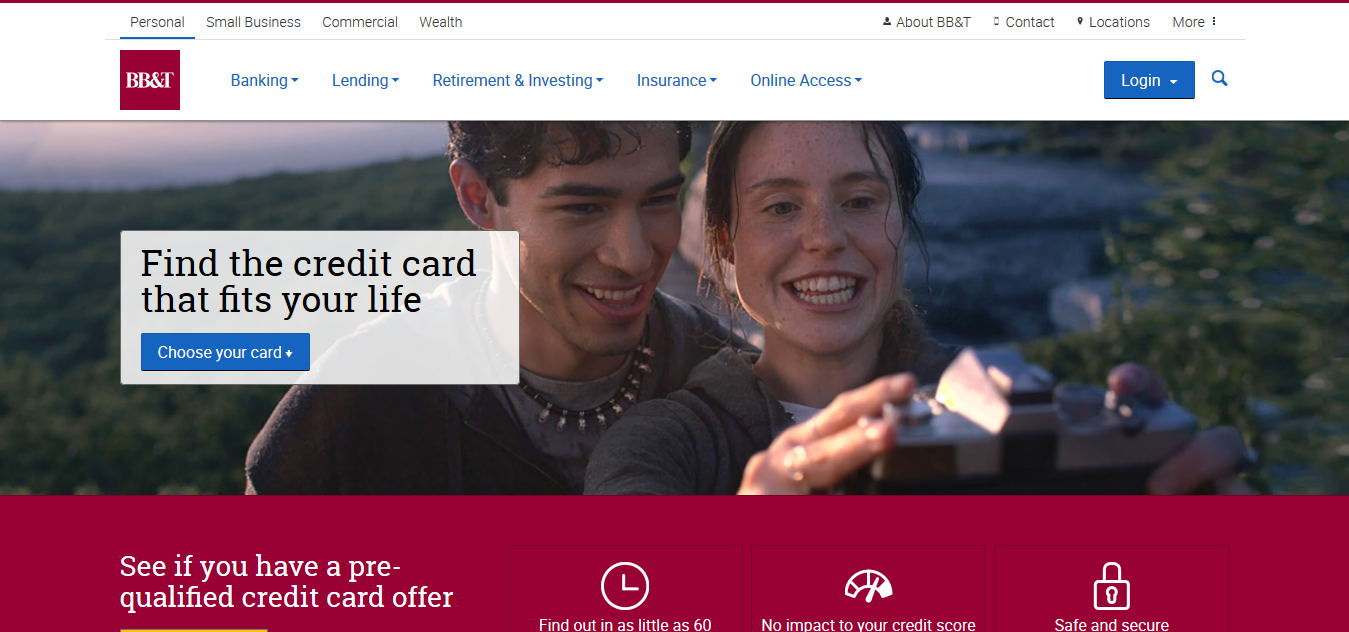 Personal Small Business Commercial Wealth About BB&T Contact Locations More
BB&T Banking Lending Retirement & Investing Insurance Online Access Login
Find the credit card
that fits your life
Choose your card
See if you have a pre-
qualified credit card offer
Find out in as little as 60
No impact to your credit score
Safe and secure